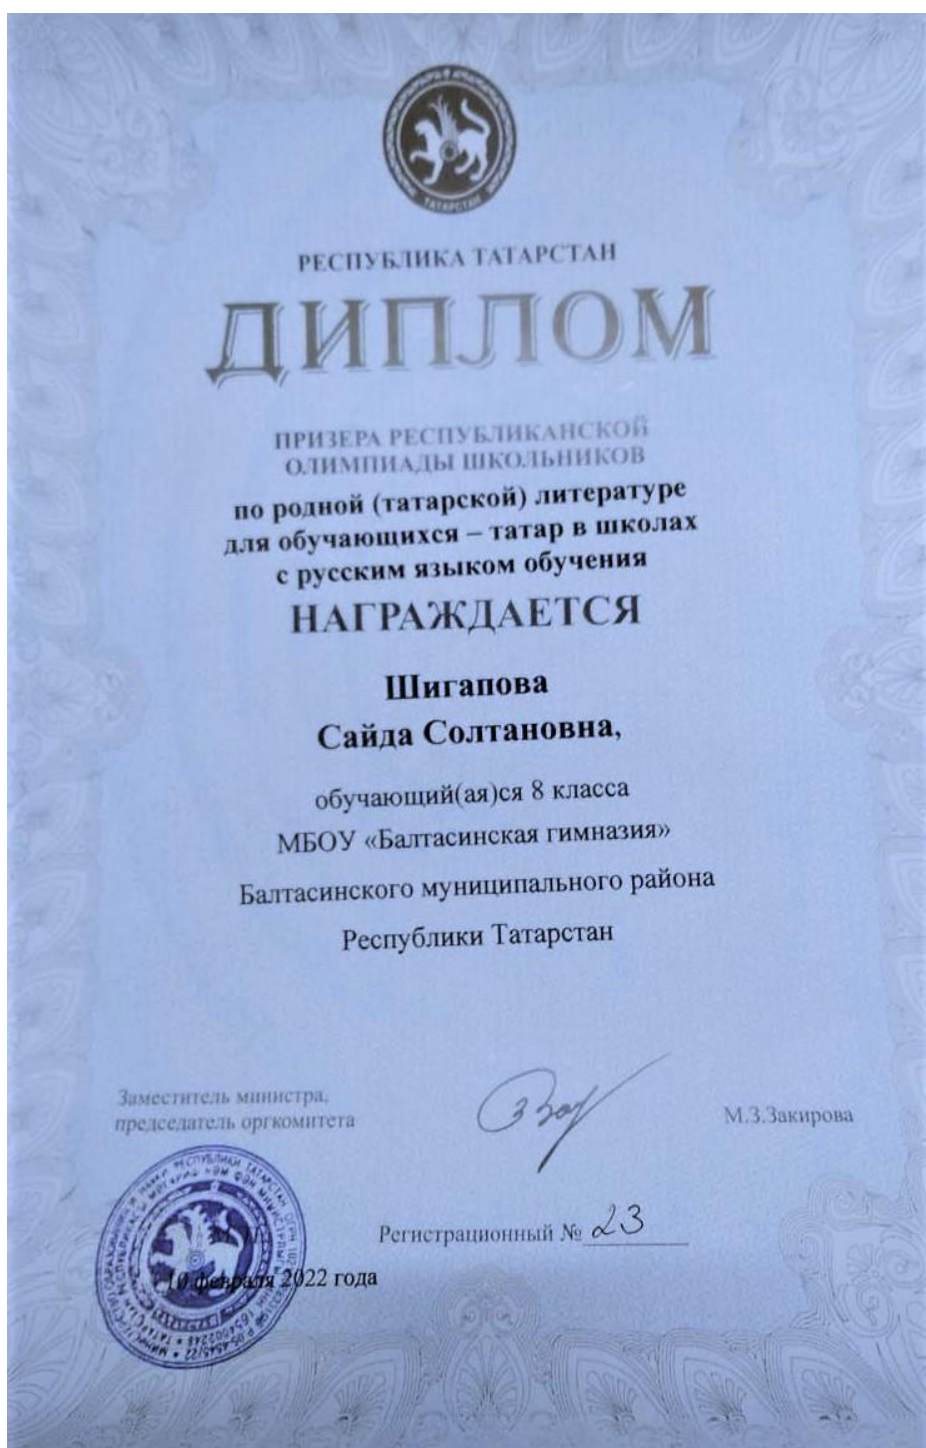 ТАТАРСТАН
РЕСПУБЛИКА ТАТАРСТАН
ДИПЛОМ
ПРИЗЕРА РЕСПУБЛИКАНСКОЙ
ОЛИМПИАДЫ ШКОЛЬНИКОВ
по родной (татарской) литературе
для обучающихся – татар в школах
с русским языком обучения
НАГРАЖДАЕТСЯ
Шигапова
Сайда Солтановна,
обучающий(ая)ся 8 класса
МБОУ «Балтасинская гимназия»
Балтасинского муниципального района
Республики Татарстан
Заместитель министра,
председатель оргкомитета
М.З.Закирова
Регистрационный № 23
10 февраля 2022 года